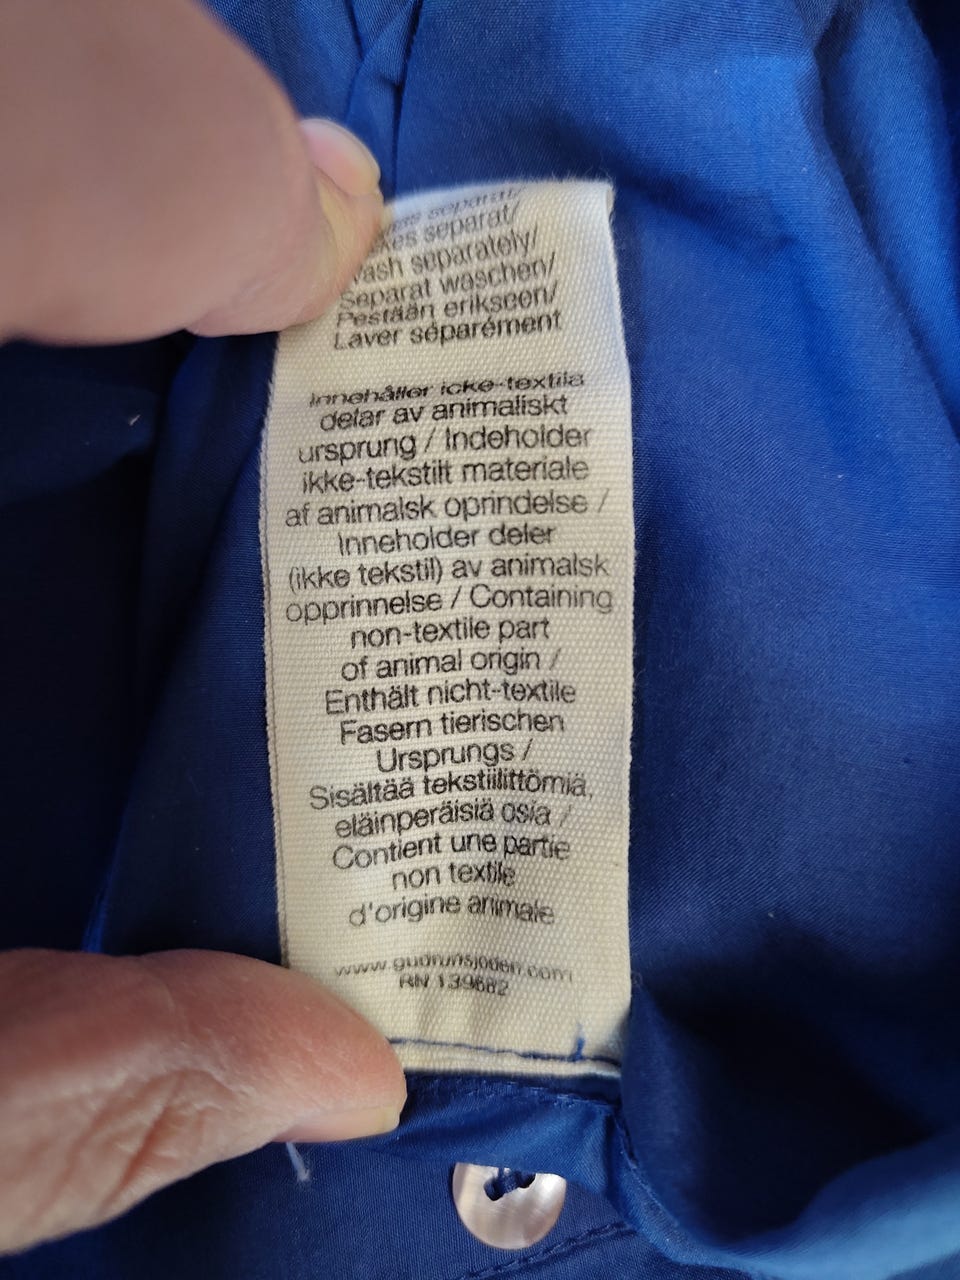 separat/
separat/
separately/
Separat waschen/
Pestään erikseen/
Laver séparément
Innehåller icke-textila
delar av animaliskt
ursprung / Indeholder
ikke-tekstilt materiale
af animalsk oprindelse /
Inneholder deler
(ikke tekstil) av animalsk
opprinnelse / Containing
non-textile part
of animal origin /
Enthält nicht-textile
Fasern tierischen
Ursprungs /
Sisältää tekstiilittömiä,
eläinperäisiä osia /
Contient une partie
non textile
d'origine animale
www.gudrunsjoden.com
RN 139682